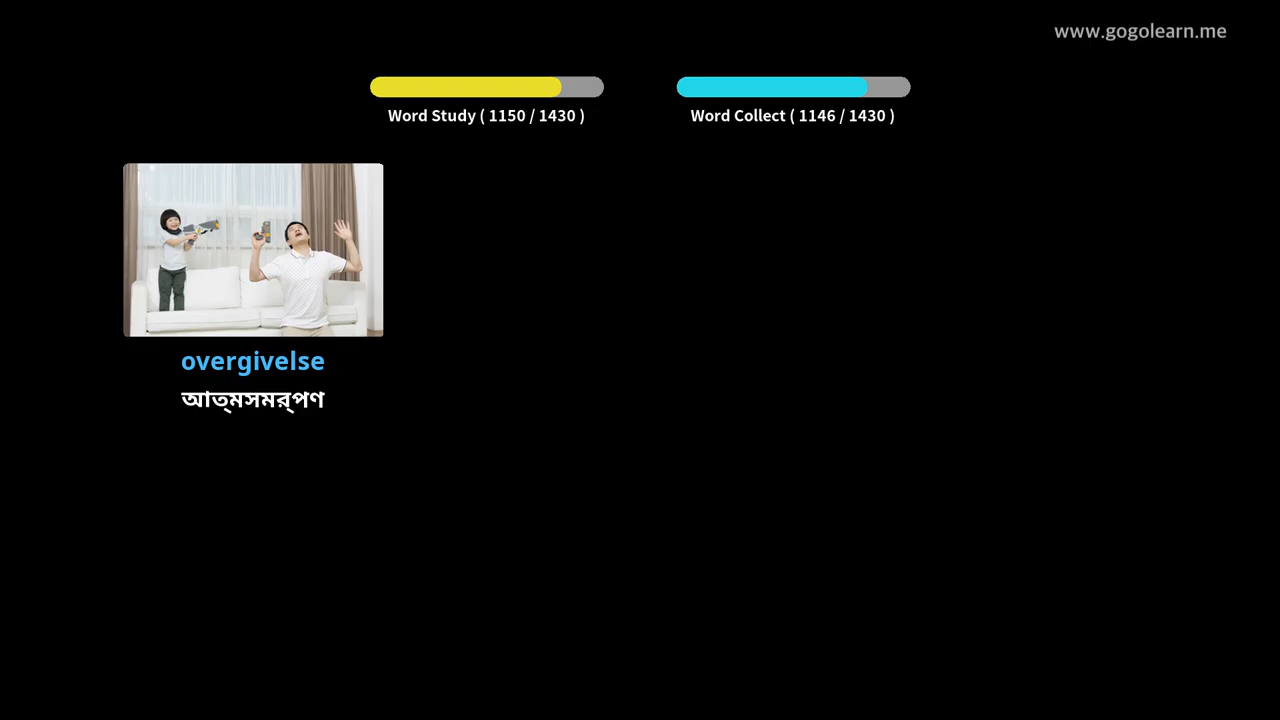 www.gogolearn.me
Word Study ( 1150 / 1430 )
Word Collect ( 1146 / 1430 )
overgivelse
আত্মসমর্পণ